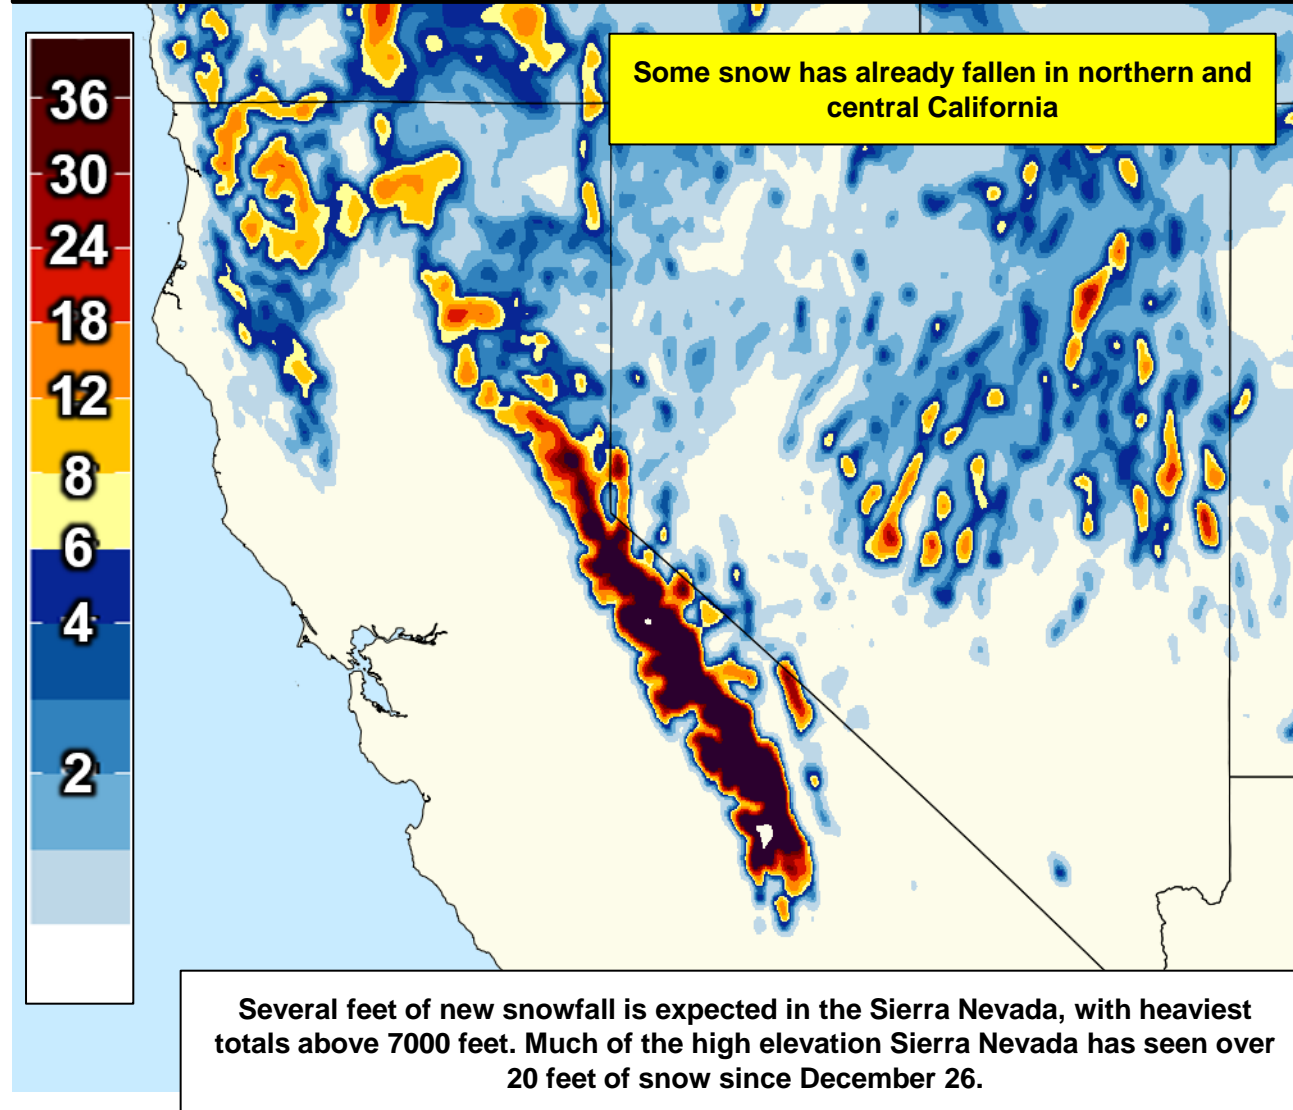 Some snow has already fallen in northern and
central California
36
30
24
18
12
8
6
4
2
Several feet of new snowfall is expected in the Sierra Nevada, with heaviest
totals above 7000 feet. Much of the high elevation Sierra Nevada has seen over
20 feet of snow since December 26.